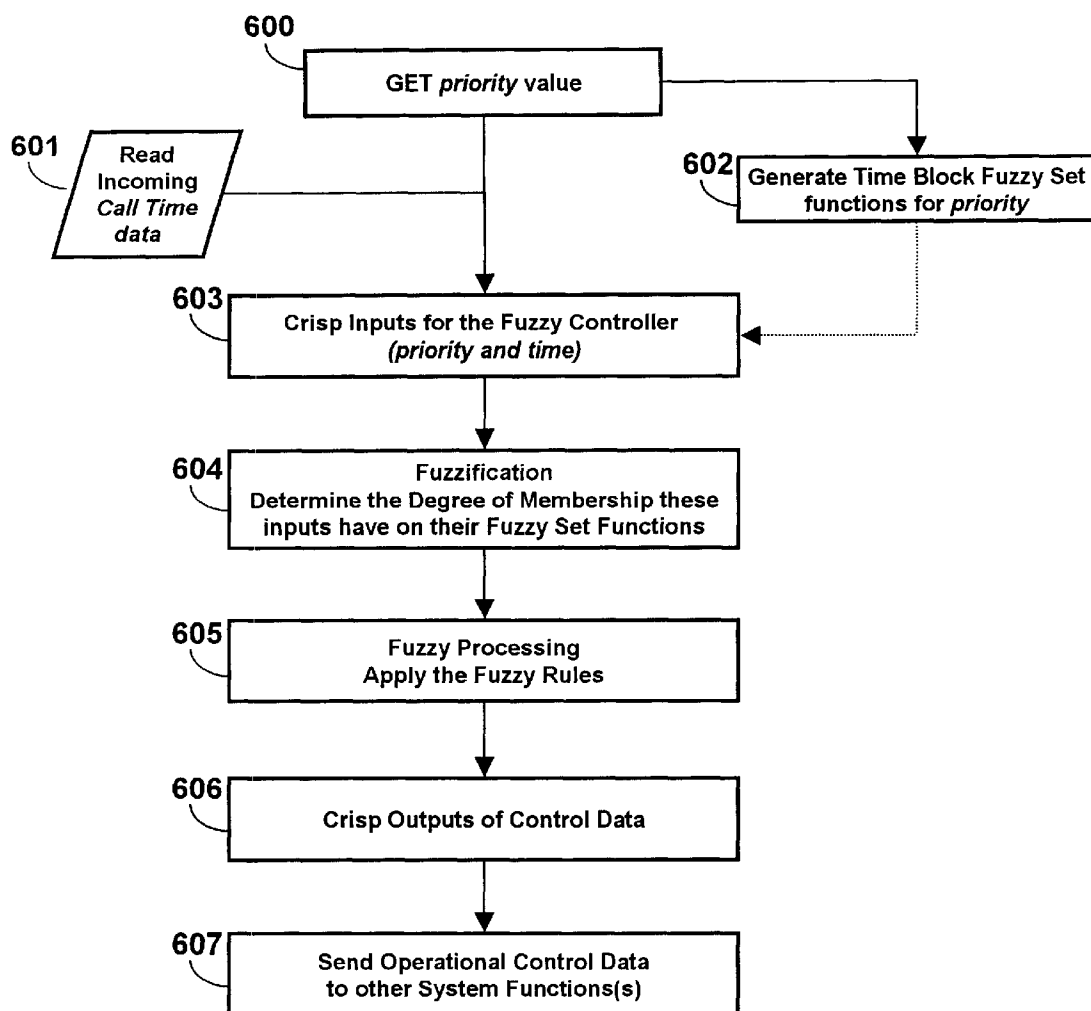 600
GET priority value
601
Read
Incoming
Call Time
data
602
Generate Time Block Fuzzy Set
functions for priority
603
Crisp Inputs for the Fuzzy Controller
(priority and time)
604
Fuzzification
Determine the Degree of Membership these
inputs have on their Fuzzy Set Functions
605
Fuzzy Processing
Apply the Fuzzy Rules
606
Crisp Outputs of Control Data
607
Send Operational Control Data
to other System Functions(s)